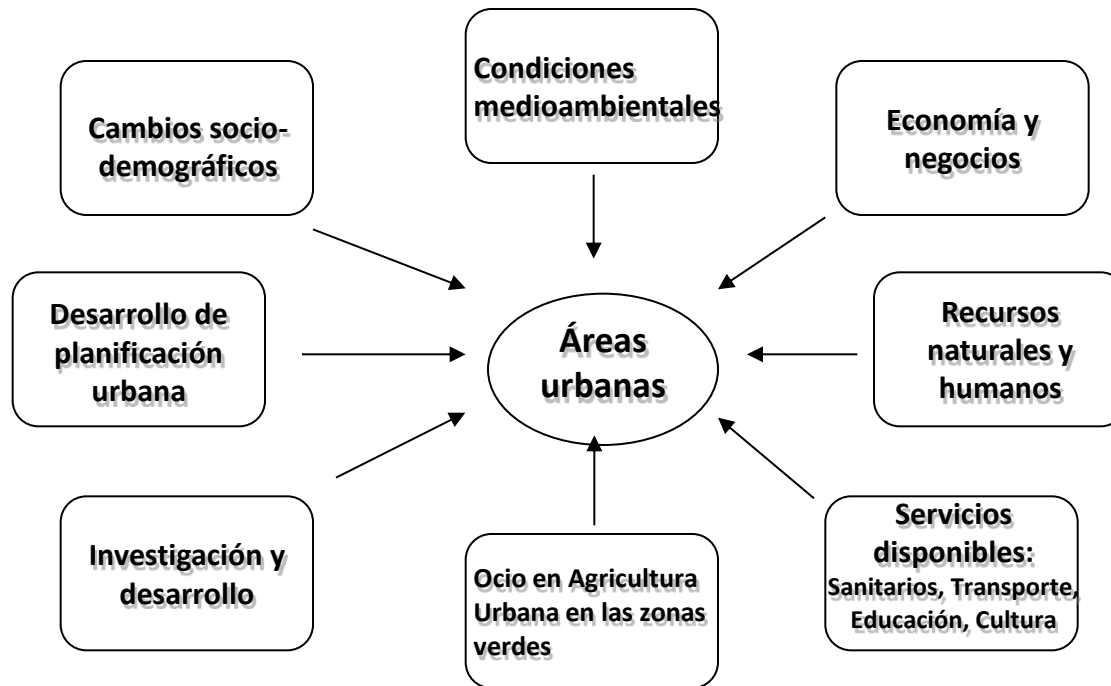 Condiciones
medioambientales
Cambios socio-
demográficos
Economía y
negocios
Desarrollo de
planificación
urbana
Áreas
urbanas
Recursos
naturales y
humanos
Investigación y
desarrollo
Ocio en Agricultura
Urbana en las zonas
verdes
Servicios
disponibles:
Sanitarios, Transporte,
Educación, Cultura